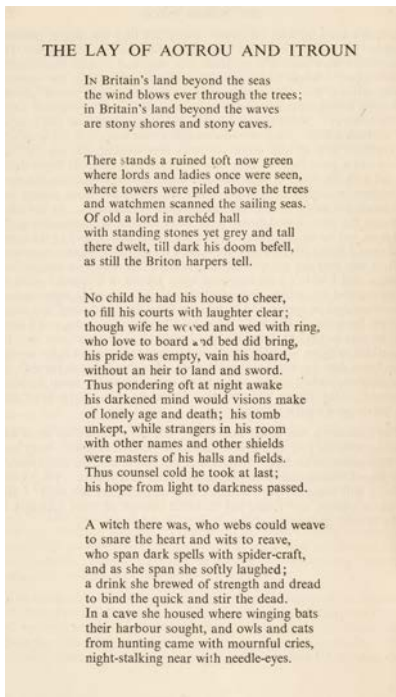 THE LAY OF AOTROU AND ITROUN
IN Britain's land beyond the seas
the wind blows ever through the trees;
in Britain's land beyond the waves
are stony shores and stony caves.
There stands a ruined toft now green
where lords and ladies once were seen,
where towers were piled above the trees
and watchmen scanned the sailing seas.
Of old a lord in archéd hall
with standing stones yet grey and tall
there dwelt, till dark his doom befell,
as still the Briton harpers tell.
No child he had his house to cheer,
to fill his courts with laughter clear;
though wife he wooed and wed with ring,
who love to board and bed did bring,
his pride was empty, vain his hoard,
without an heir to land and sword.
Thus pondering oft at night awake
his darkened mind would visions make
of lonely age and death; his tomb
unkept, while strangers in his room
with other names and other shields
were masters of his halls and fields.
Thus counsel cold he took at last;
his hope from light to darkness passed.
A witch there was, who webs could weave
to snare the heart and wits to reave,
who span dark spells with spider-craft,
and as she span she softly laughed;
a drink she brewed of strength and dread
to bind the quick and stir the dead.
In a cave she housed where winging bats
their harbour sought, and owls and cats
from hunting came with mournful cries,
night-stalking near with needle-eyes.